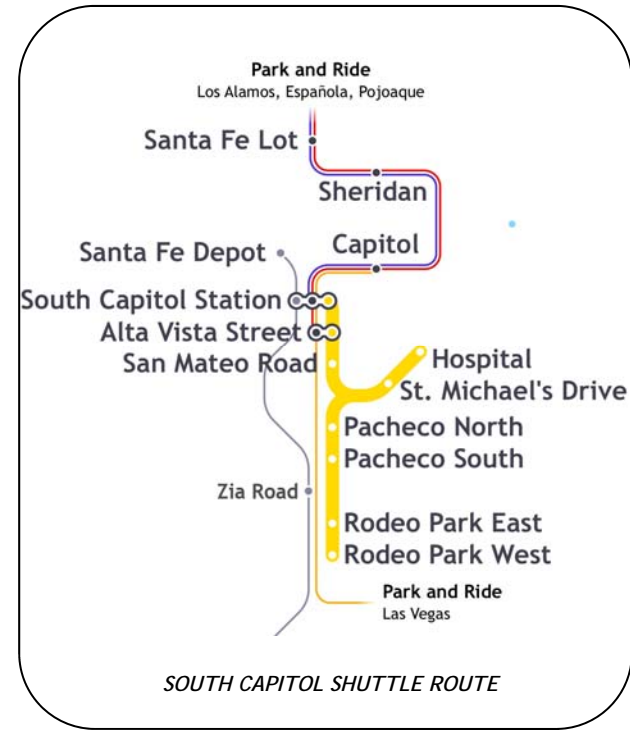 Park and Ride
Los Alamos, Española, Pojoaque
Santa Fe Lot
Sheridan
Capitol
Santa Fe Depot
South Capitol Station
Alta Vista Street
San Mateo Road
Hospital
St. Michael's Drive
Pacheco North
Pacheco South
Zia Road
Rodeo Park East
Rodeo Park West
Park and Ride
Las Vegas
SOUTH CAPITOL SHUTTLE ROUTE